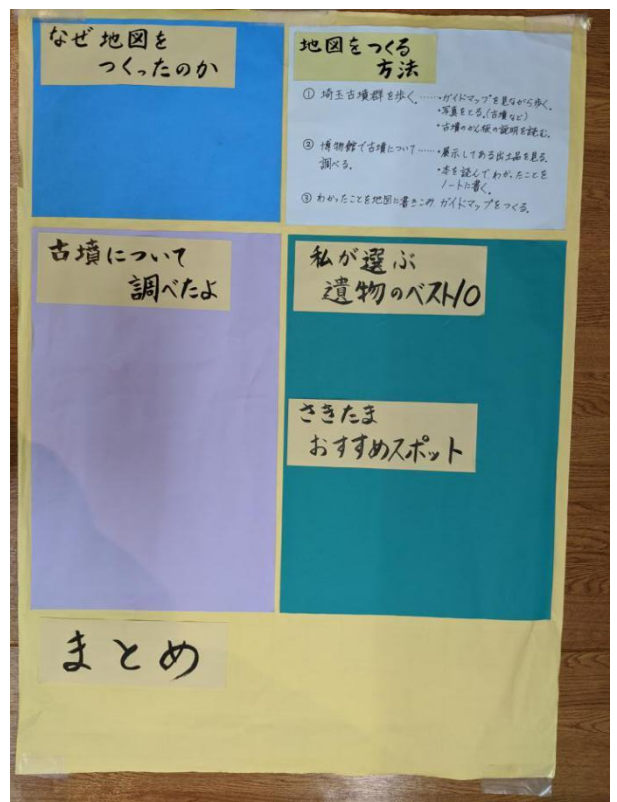 なぜ地図を
つくったのか
地図をつくる
方法
① 埼玉古墳群を歩く。……・ガイドマップを見ながら歩く。
・写真をとる。(古墳など)
・古墳のかん板の説明を読む。
② 博物館で古墳について……・展示してある出土品を見る。
調べる。
・本を読んでわかったことを
ノートに書く。
③ わかったことを地図に書きこみ ガイドマップをつくる。
古墳について
調べたよ
私が選ぶ
遺物のベスト10
さきたま
おすすめスポット
まとめ